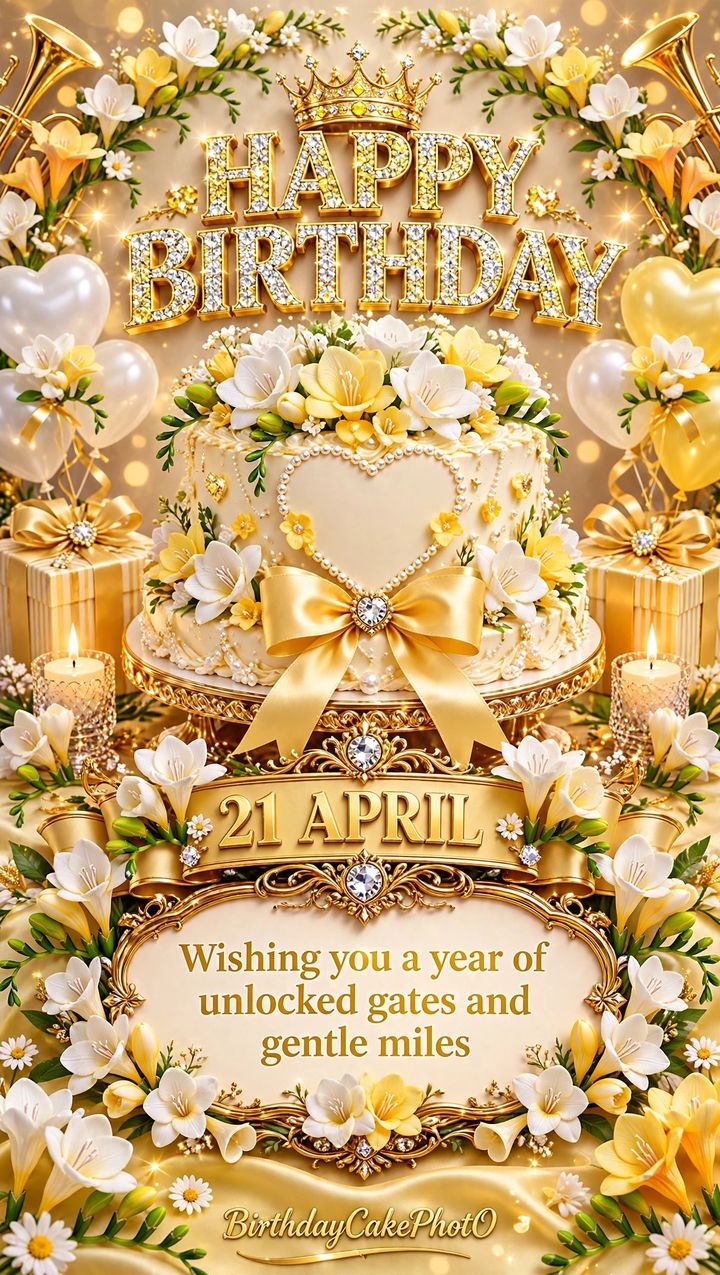 HAPPY
BIRTHDAY
21 APRIL
Wishing you a year of
unlocked gates and
gentle miles
BirthdayCakePhotO